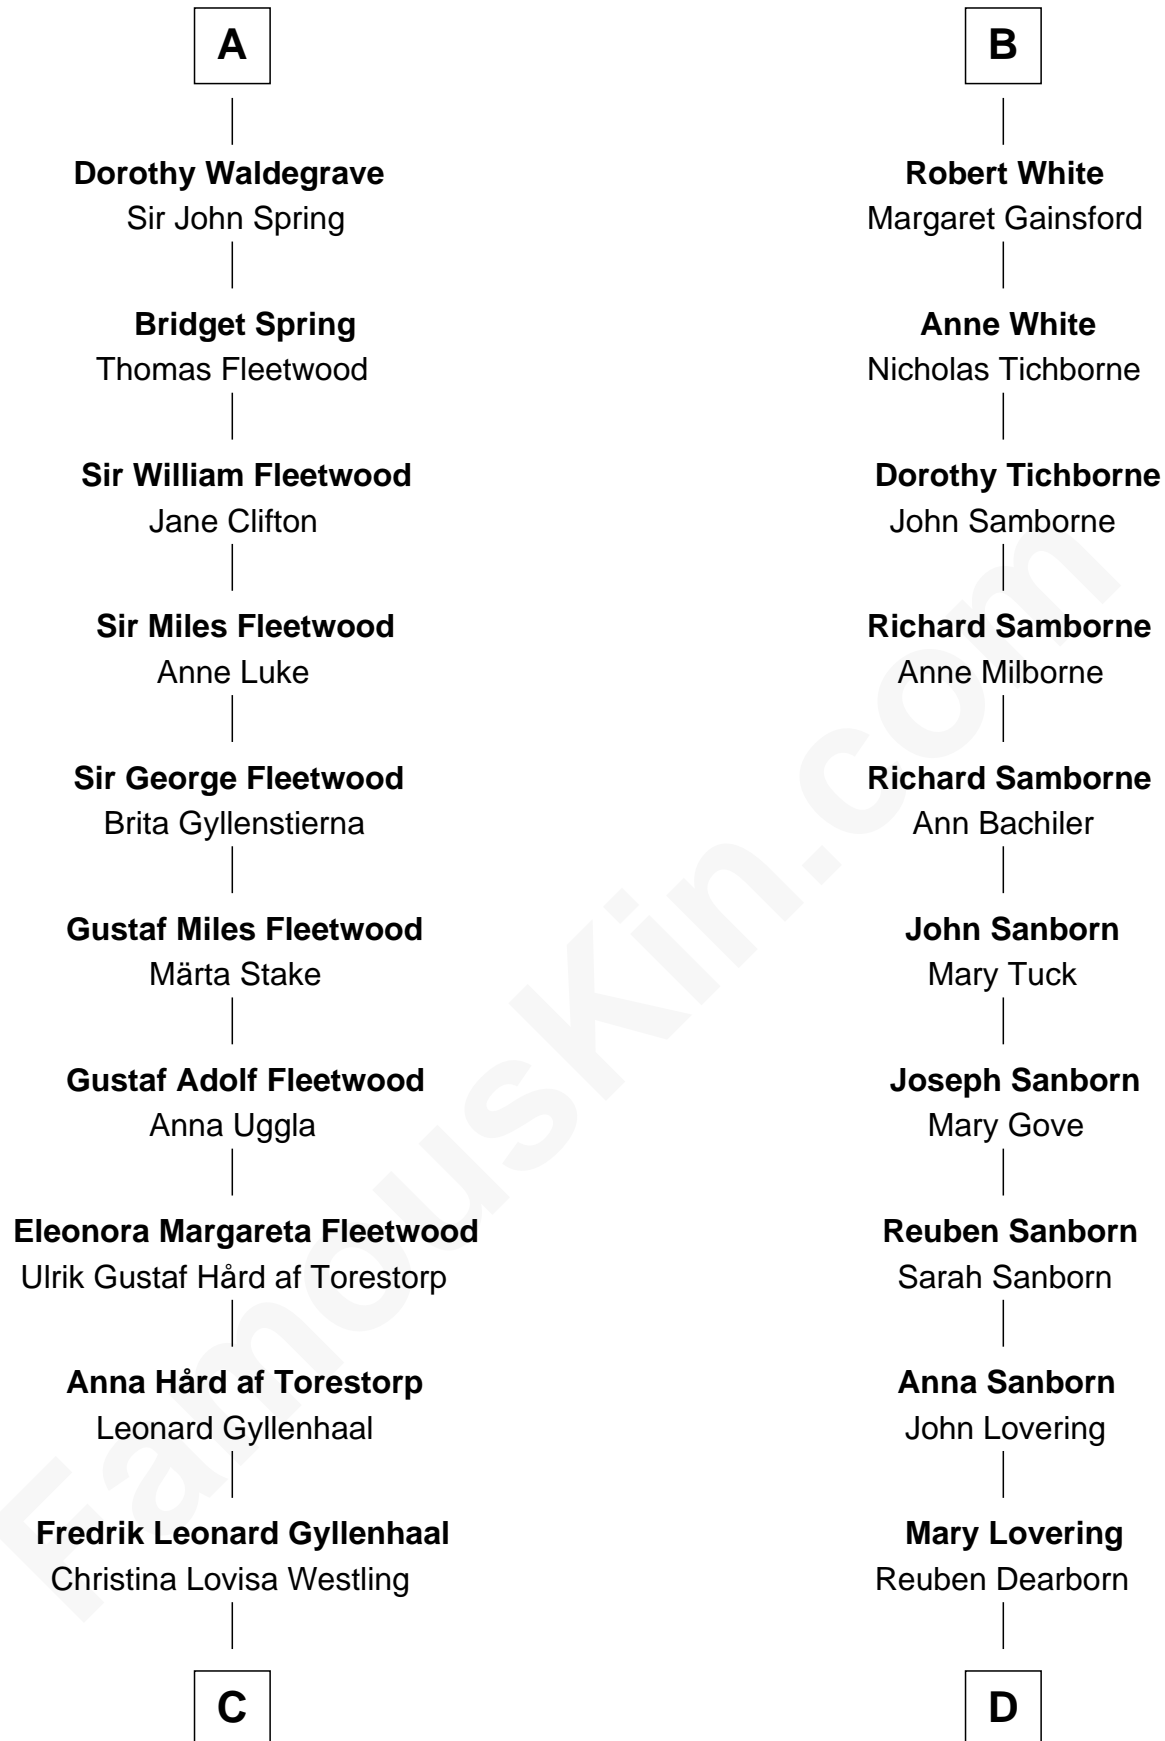 A
Dorothy Waldegrave
Sir John Spring
Bridget Spring
Thomas Fleetwood
Sir William Fleetwood
Jane Clifton
Sir Miles Fleetwood
Anne Luke
Sir George Fleetwood
Brita Gyllenstierna
Gustaf Miles Fleetwood
Märta Stake
Gustaf Adolf Fleetwood
Anna Uggla
Eleonora Margareta Fleetwood
Ulrik Gustaf Hård af Torestorp
Anna Hård af Torestorp
Leonard Gyllenhaal
Fredrik Leonard Gyllenhaal
Christina Lovisa Westling
C
B
Robert White
Margaret Gainsford
Anne White
Nicholas Tichborne
Dorothy Tichborne
John Samborne
Richard Samborne
Anne Milborne
Richard Samborne
Ann Bachiler
John Sanborn
Mary Tuck
Joseph Sanborn
Mary Gove
Reuben Sanborn
Sarah Sanborn
Anna Sanborn
John Lovering
Mary Lovering
Reuben Dearborn
D
FamousKin.com